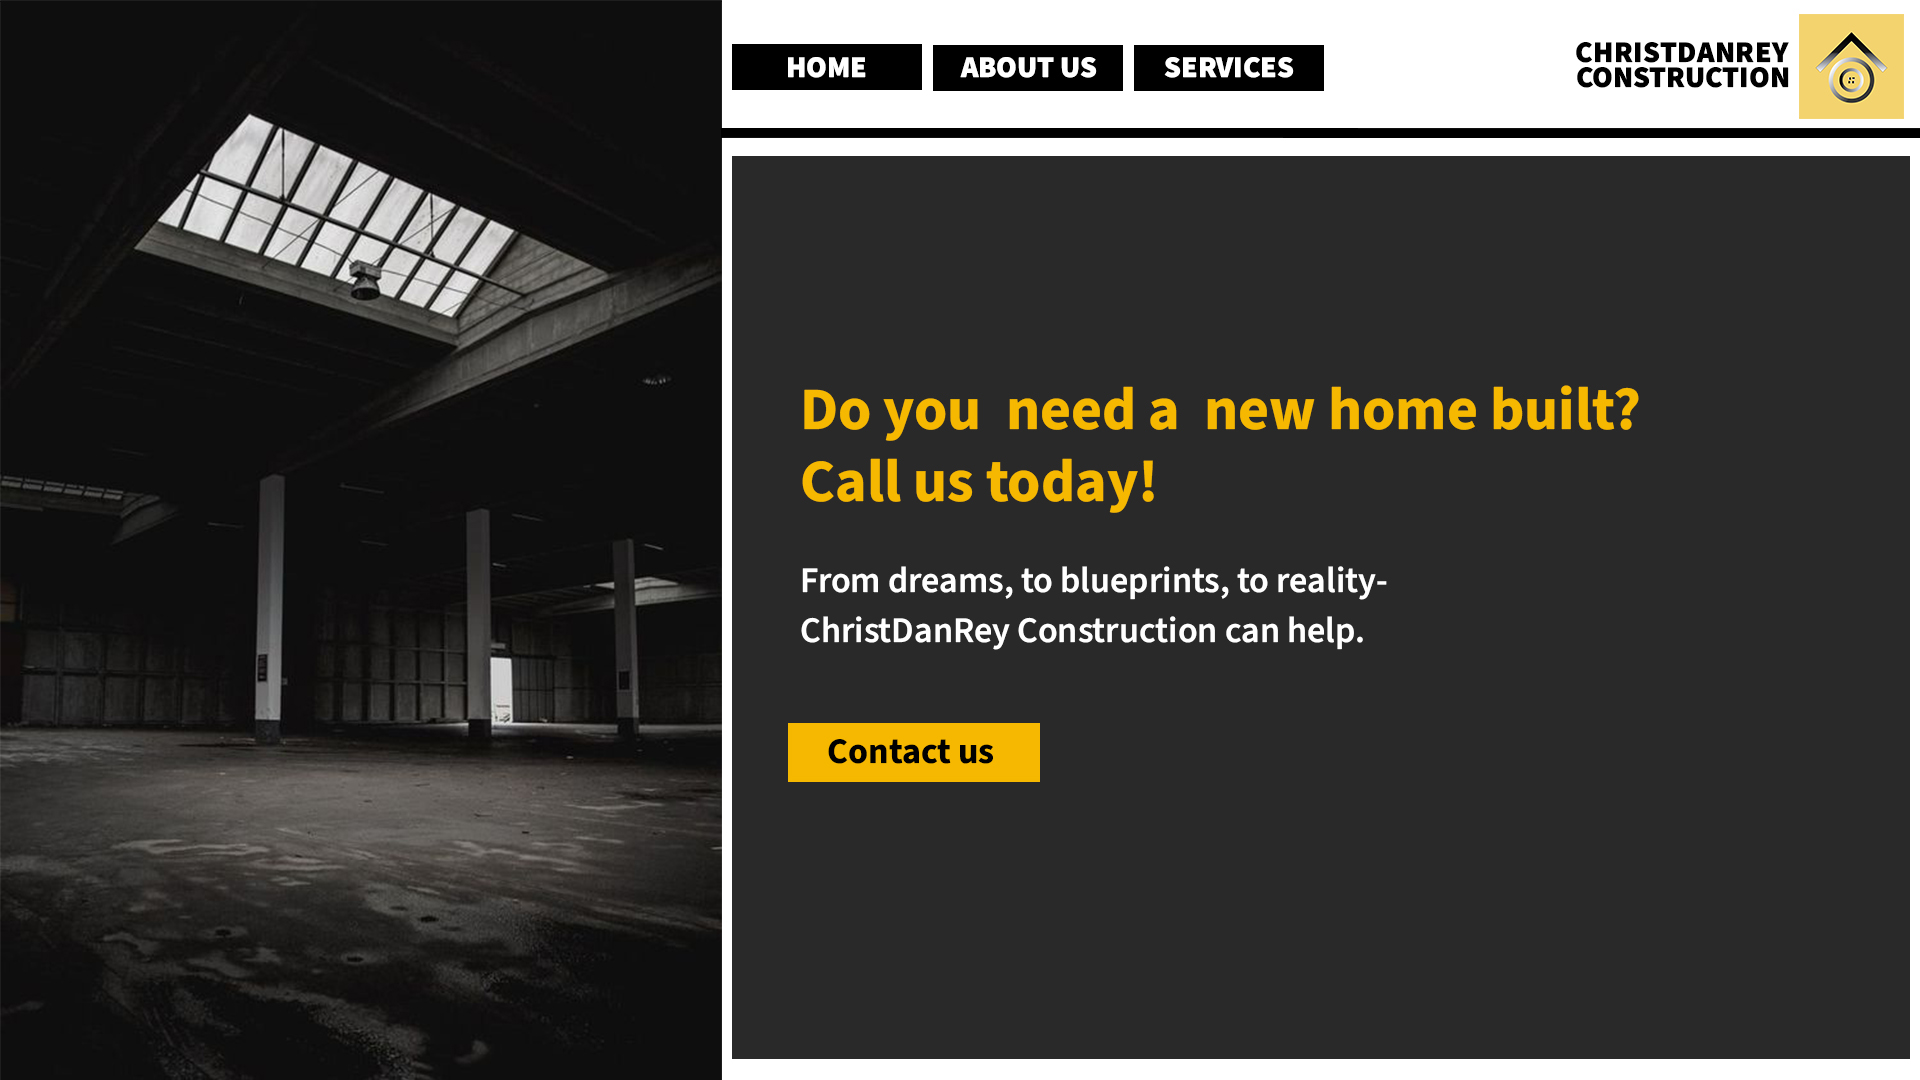 HOME
ABOUT US
SERVICES
CHRISTDANREY
CONSTRUCTION
Do you  need a  new home built?
Call us today!
From dreams, to blueprints, to reality-
ChristDanRey Construction can help.
Contact us